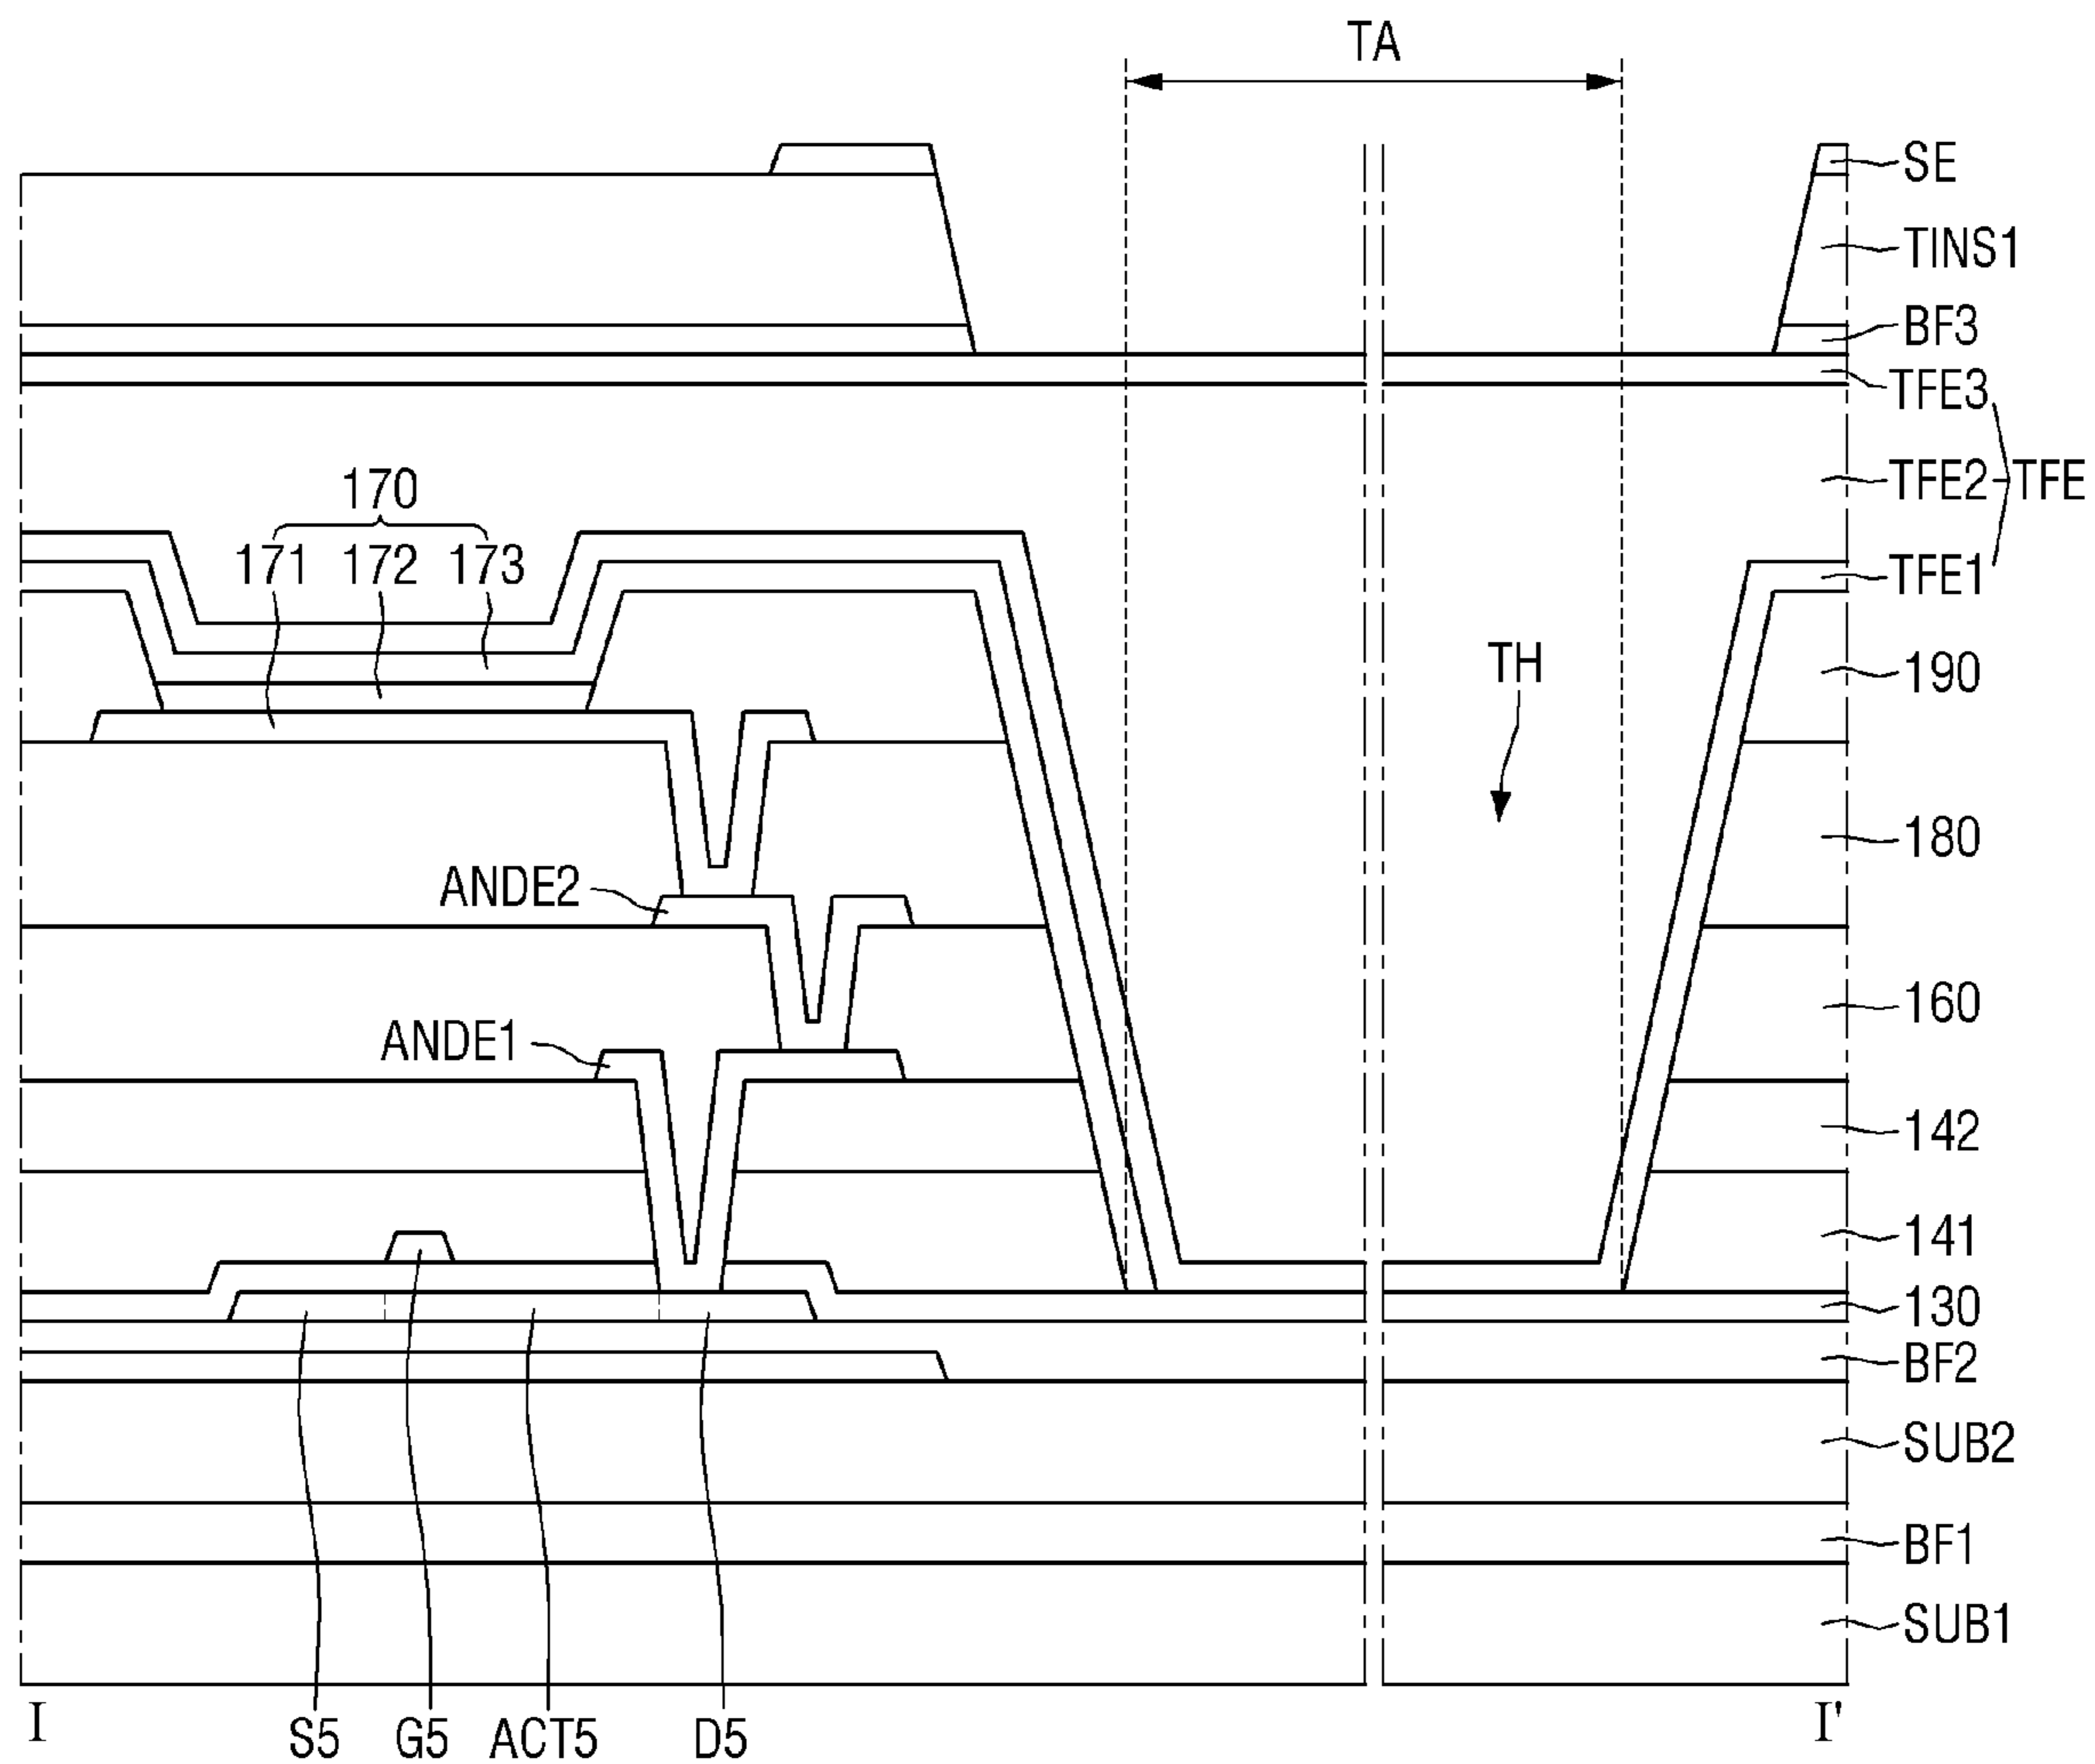 TA
SE
TINS1
BF3
TFE3
TFE2
TFE
TFE1
170
171 172 173
TH
190
180
ANDE2
160
ANDE1
142
141
130
BF2
SUB2
BF1
SUB1
I
I'
S5 G5 ACT5 D5